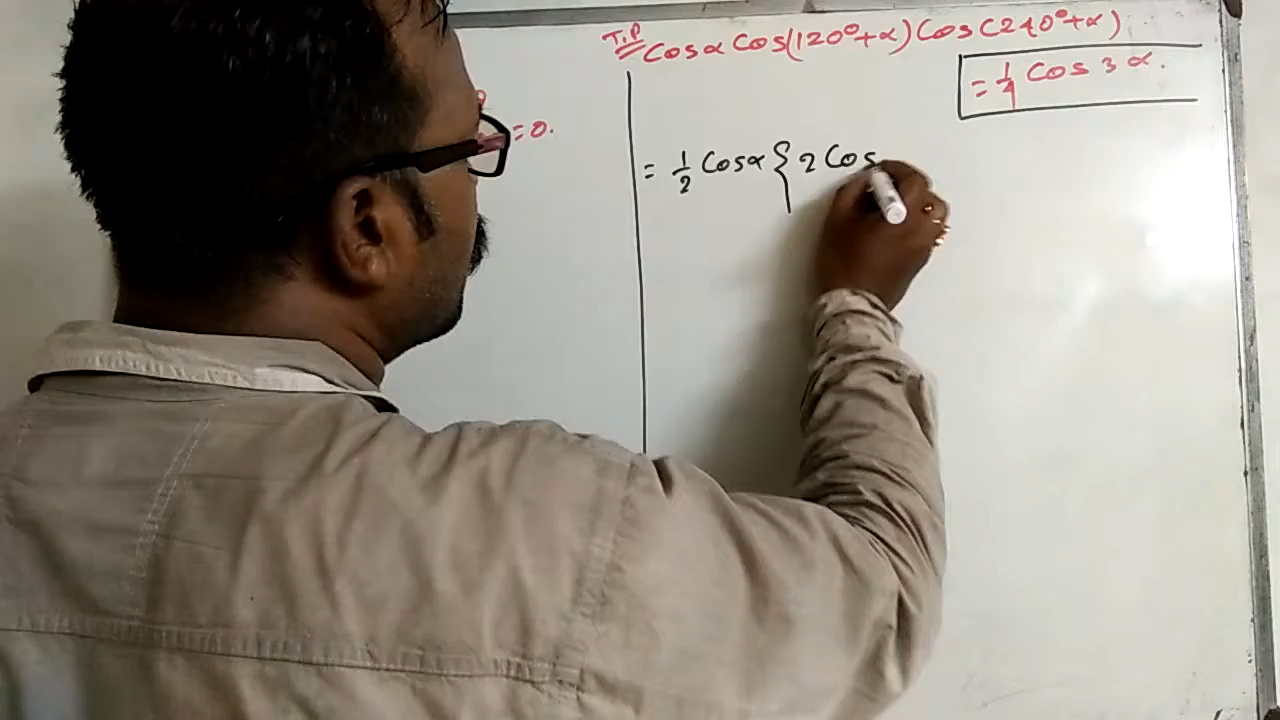 T.P Cosα Cos(120°+α) Cos(240°+α)
= 1/4 Cos 3α.
= 0.
= 1/2 Cosα { 2 Cos